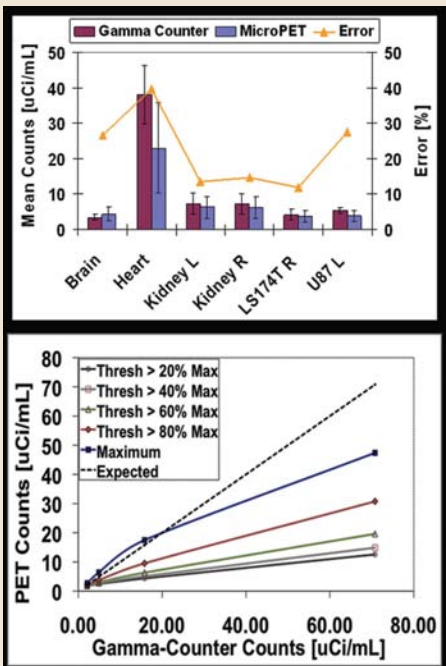 Gamma Counter MicroPET Error
Mean Counts [uCi/mL]
50
40
30
20
10
0
50
40
30
20
10
0
Error [%]
Brain
Heart
Kidney L
Kidney R
LS174T R
U87 L
PET Counts [uCi/mL]
80
70
60
50
40
30
20
10
0
Thresh > 20% Max
Thresh > 40% Max
Thresh > 60% Max
Thresh > 80% Max
Maximum
Expected
0.00 20.00 40.00 60.00 80.00
Gamma-Counter Counts [uCi/mL]